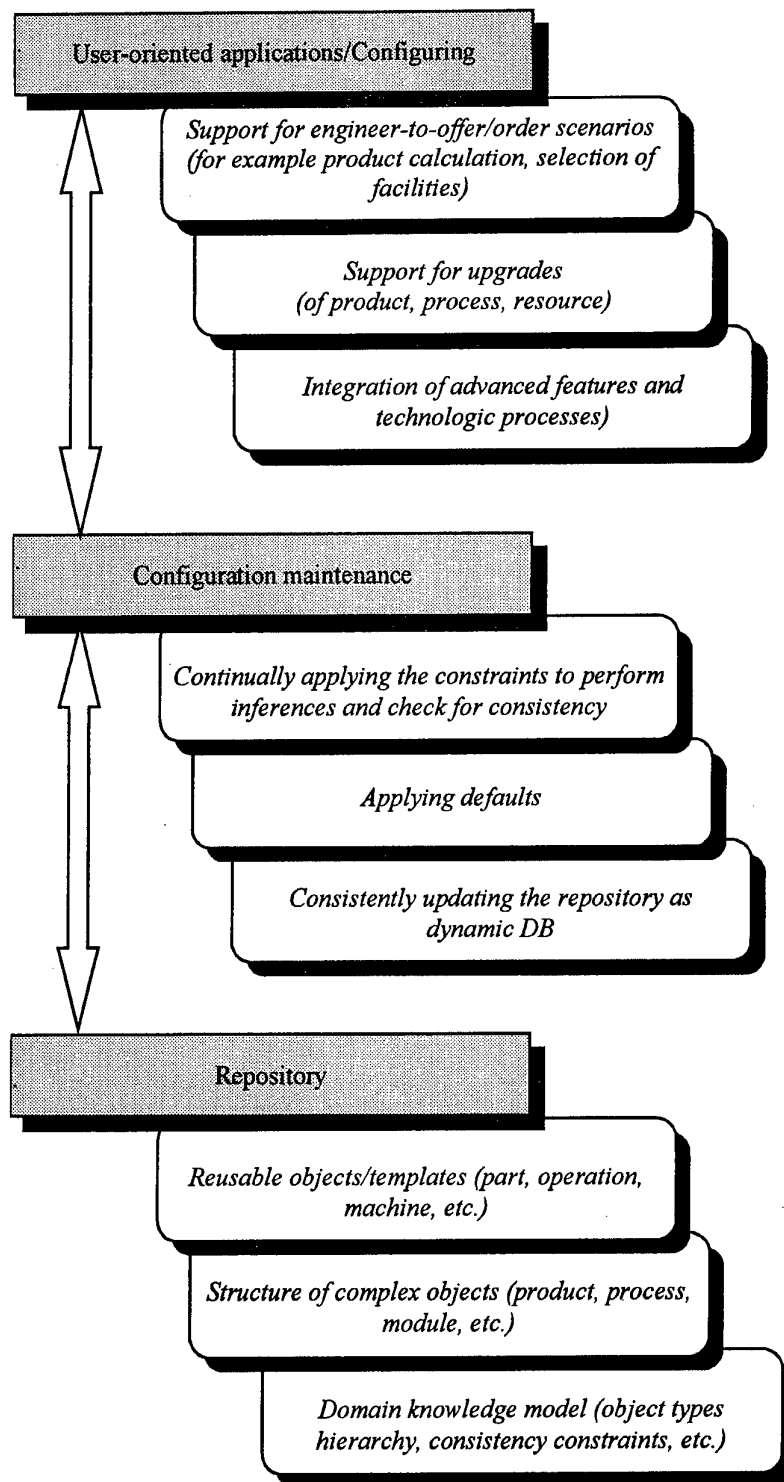 User-oriented applications/Configuring
Support for engineer-to-offer/order scenarios
(for example product calculation, selection of
facilities)
Support for upgrades
(of product, process, resource)
Integration of advanced features and
technologic processes)
Configuration maintenance
Continually applying the constraints to perform
inferences and check for consistency
Applying defaults
Consistently updating the repository as
dynamic DB
Repository
Reusable objects/templates (part, operation,
machine, etc.)
Structure of complex objects (product, process,
module, etc.)
Domain knowledge model (object types
hierarchy, consistency constraints, etc.)